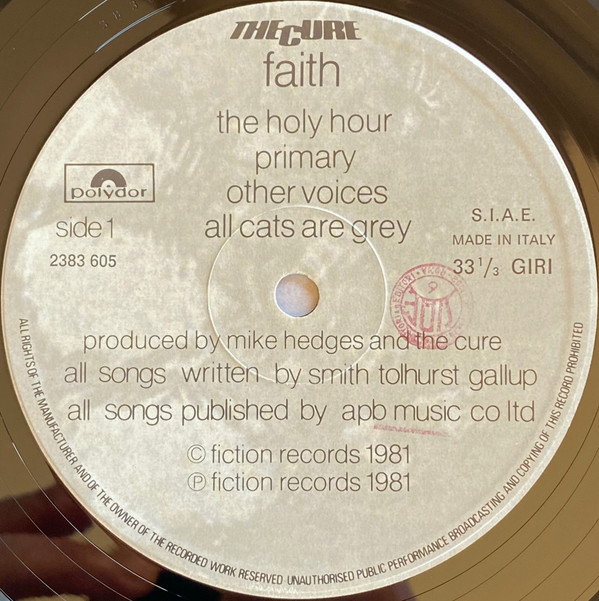 THE CURE
faith
the holy hour
primary
other voices
all cats are grey
polydor
side 1
2383 605
S.I.A.E.
MADE IN ITALY
33 1/3 GIRI
produced by mike hedges and the cure
all songs written by smith tolhurst gallup
all songs published by apb music co ltd
© fiction records 1981
℗ fiction records 1981
ALL RIGHTS OF THE MANUFACTURER AND OF THE OWNER OF THE RECORDED WORK RESERVED UNAUTHORISED PUBLIC PERFORMANCE BROADCASTING AND COPYING OF THIS RECORD PROHIBITED